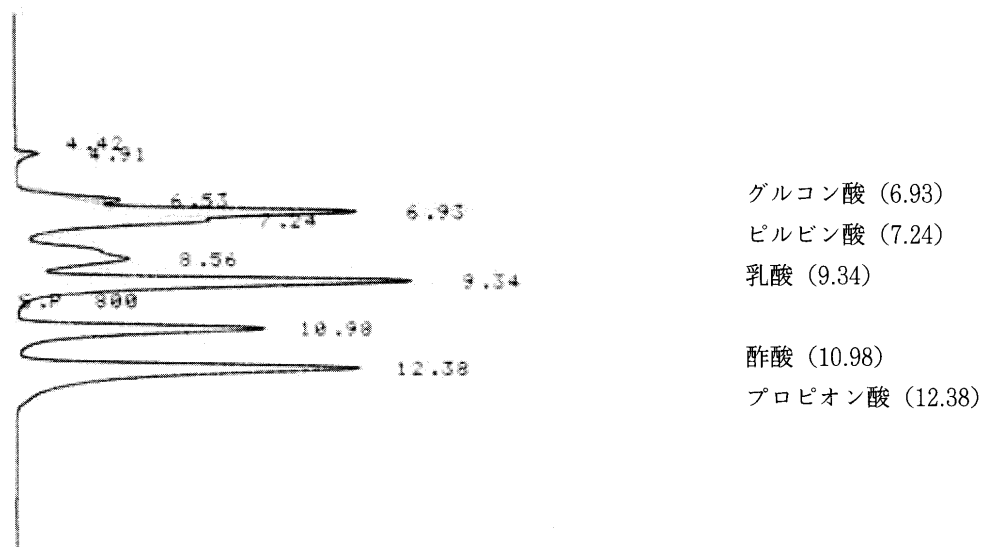 4.42
4.91
6.53
6.93
7.24
8.56
9.34
S.P 800
10.98
12.38
グルコン酸 (6.93)
ピルビン酸 (7.24)
乳酸 (9.34)
酢酸 (10.98)
プロピオン酸 (12.38)